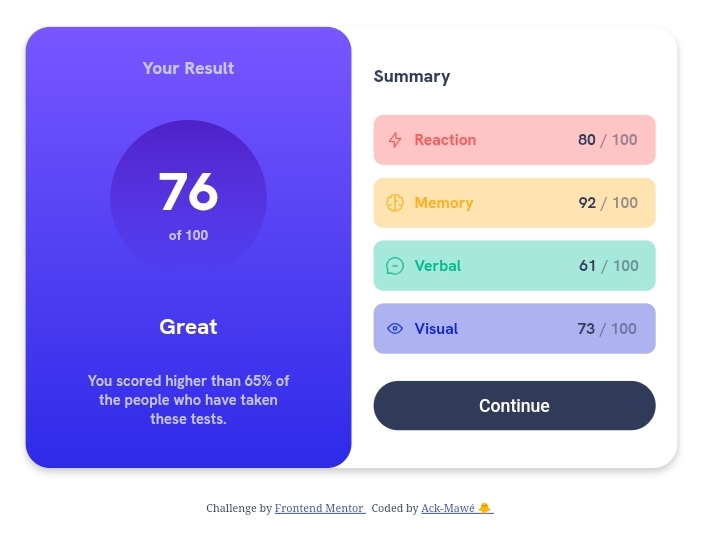 Your Result
76
of 100
Great
You scored higher than 65% of
the people who have taken
these tests.
Summary
Reaction 80 / 100
Memory 92 / 100
Verbal 61 / 100
Visual 73 / 100
Continue
Challenge by Frontend Mentor  Coded by Ack-Mawé 🐥